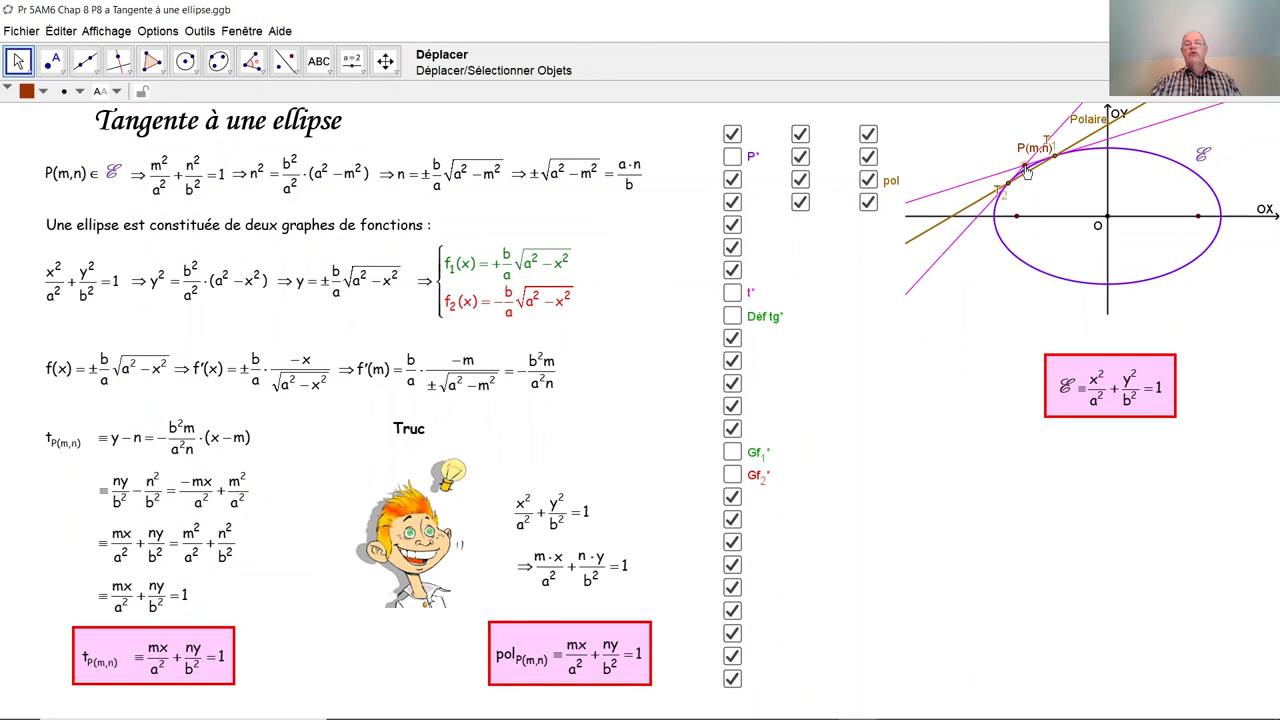 Pr 5AM6 Chap 8 P8 a Tangente à une ellipse.ggb
Fichier Éditer Affichage Options Outils Fenêtre Aide
A ABC a=2 Déplacer
Déplacer/Sélectionner Objets
AA
Tangente à une ellipse
P(m,n) ∈ ℰ ⇒ m²/a² + n²/b² = 1 ⇒ n² = b²/a² · (a² − m²) ⇒ n = ± b/a √(a² − m²) ⇒ ± √(a² − m²) = a·n/b
Une ellipse est constituée de deux graphes de fonctions :
x²/a² + y²/b² = 1 ⇒ y² = b²/a² · (a² − x²) ⇒ y = ± b/a √(a² − x²) ⇒ { f₁(x) = + b/a √(a² − x²)
f₂(x) = − b/a √(a² − x²)
f(x) = ± b/a √(a² − x²) ⇒ f'(x) = ± b/a · −x/√(a² − x²) ⇒ f'(m) = b/a · −m/(± √(a² − m²)) = − b²m/a²n
t P(m,n) ≡ y − n = − b²m/a²n · (x − m)
≡ ny/b² − n²/b² = −mx/a² + m²/a²
≡ mx/a² + ny/b² = m²/a² + n²/b²
≡ mx/a² + ny/b² = 1
t P(m,n) ≡ mx/a² + ny/b² = 1
Truc
x²/a² + y²/b² = 1
⇒ m·x/a² + n·y/b² = 1
pol P(m,n) ≡ mx/a² + ny/b² = 1
P*
pol
t*
Déf tg*
Gf₁*
Gf₂*
Polaire
OY
T₁
P(m,n)
ℰ
T₂
OX
O
ℰ ≡ x²/a² + y²/b² = 1